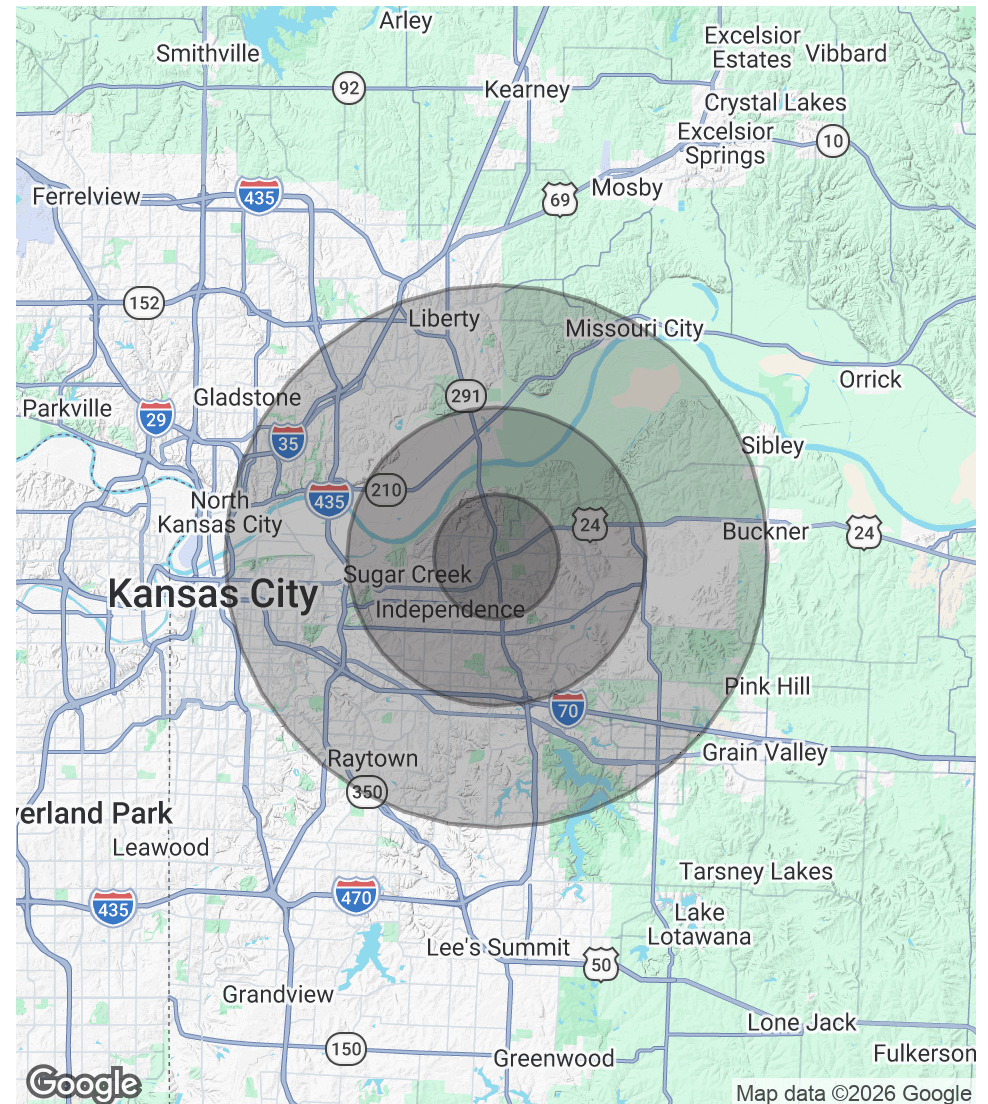 Arley
Smithville
Excelsior
Estates
Vibbard
92
Kearney
Crystal Lakes
Excelsior
Springs
10
Mosby
Ferrelview
435
69
152
Liberty
Missouri City
Orrick
Gladstone
291
Parkville
29
35
Sibley
210
435
North
Kansas City
24
Buckner
24
Sugar Creek
Kansas City
Independence
Pink Hill
70
Grain Valley
Raytown
350
verland Park
Leawood
Tarsney Lakes
470
435
Lake
Lotawana
Lee's Summit
50
Grandview
Lone Jack
150
Greenwood
Fulkerson
Google
Map data ©2026 Google